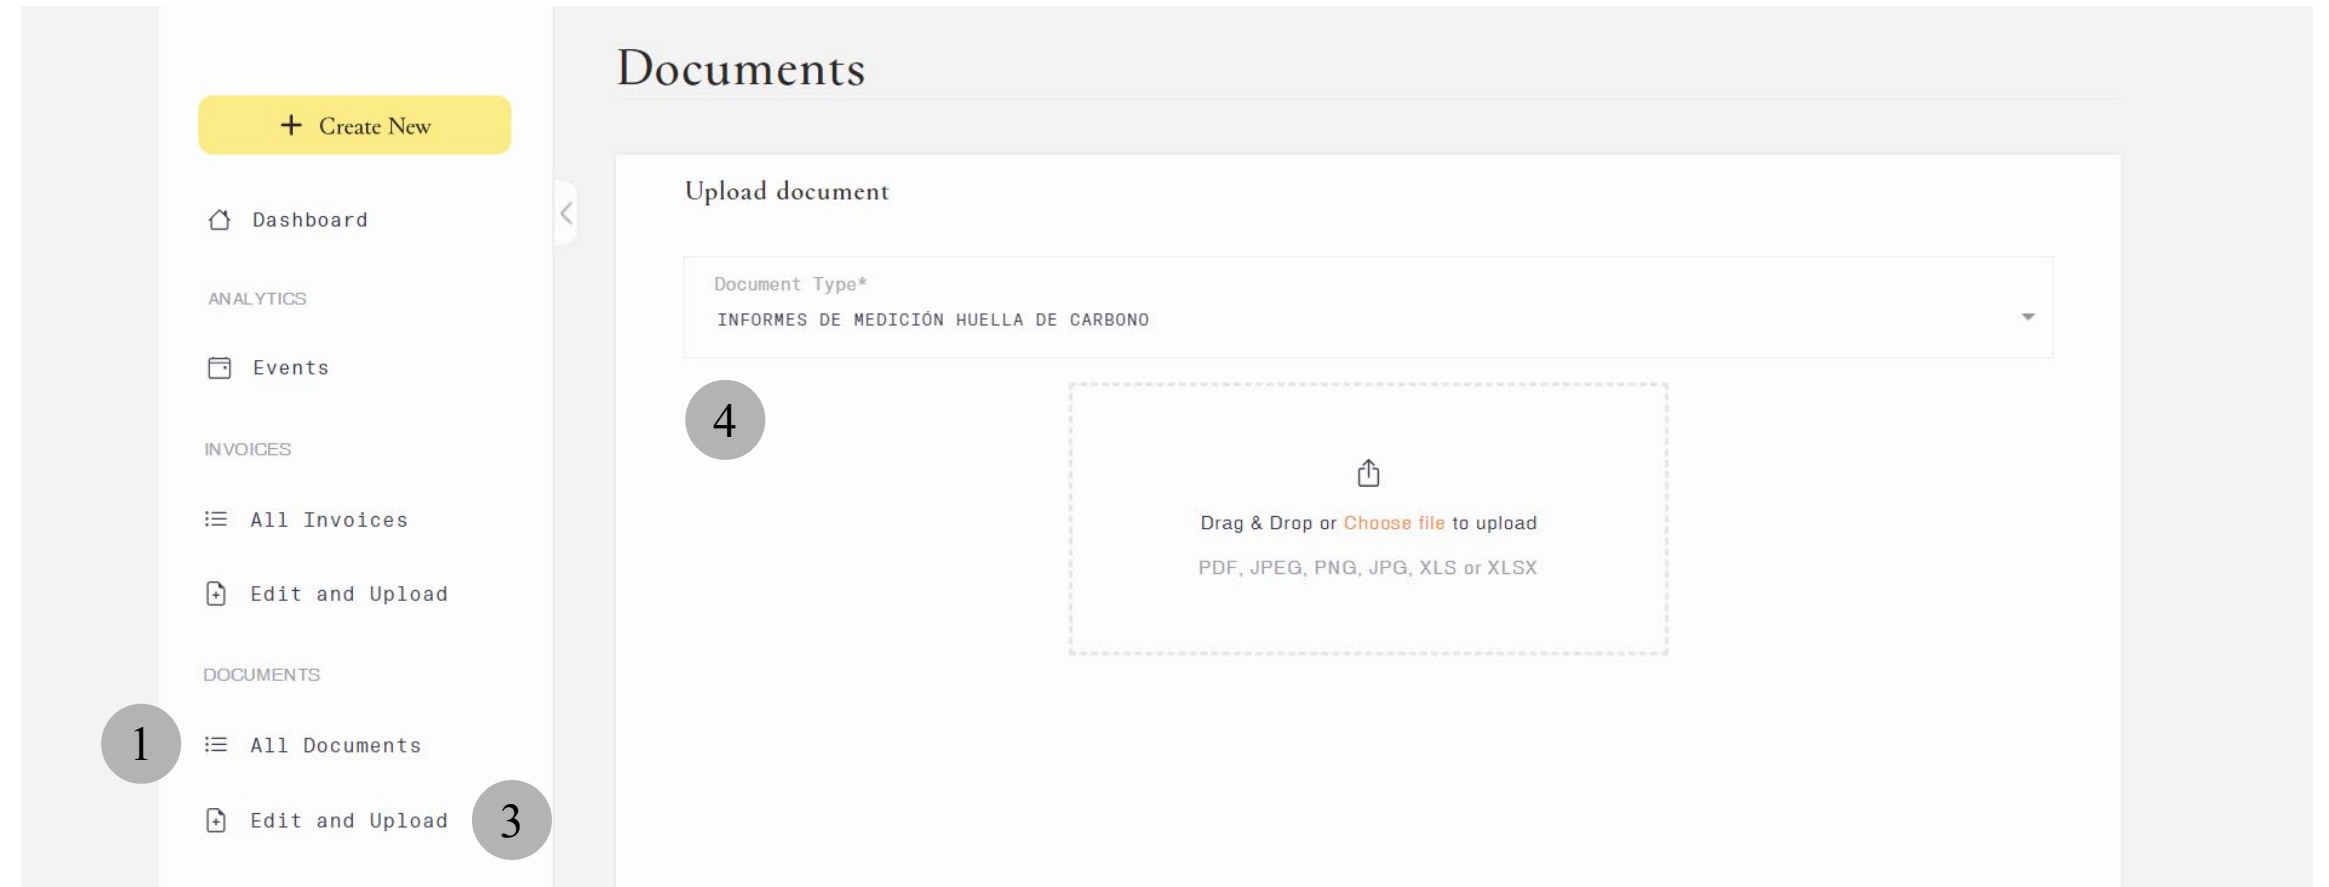 + Create New
Dashboard
ANALYTICS
Events
INVOICES
All Invoices
Edit and Upload
DOCUMENTS
1
All Documents
Edit and Upload
3
Documents
Upload document
Document Type*
INFORMES DE MEDICIÓN HUELLA DE CARBONO
4
Drag & Drop or Choose file to upload
PDF, JPEG, PNG, JPG, XLS or XLSX